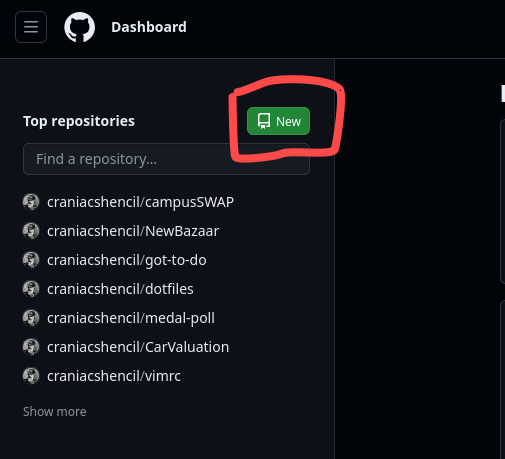 Dashboard
Top repositories
New
Find a repository...
craniacshencil/campusSWAP
craniacshencil/NewBazaar
craniacshencil/got-to-do
craniacshencil/dotfiles
craniacshencil/medal-poll
craniacshencil/CarValuation
craniacshencil/vimrc
Show more